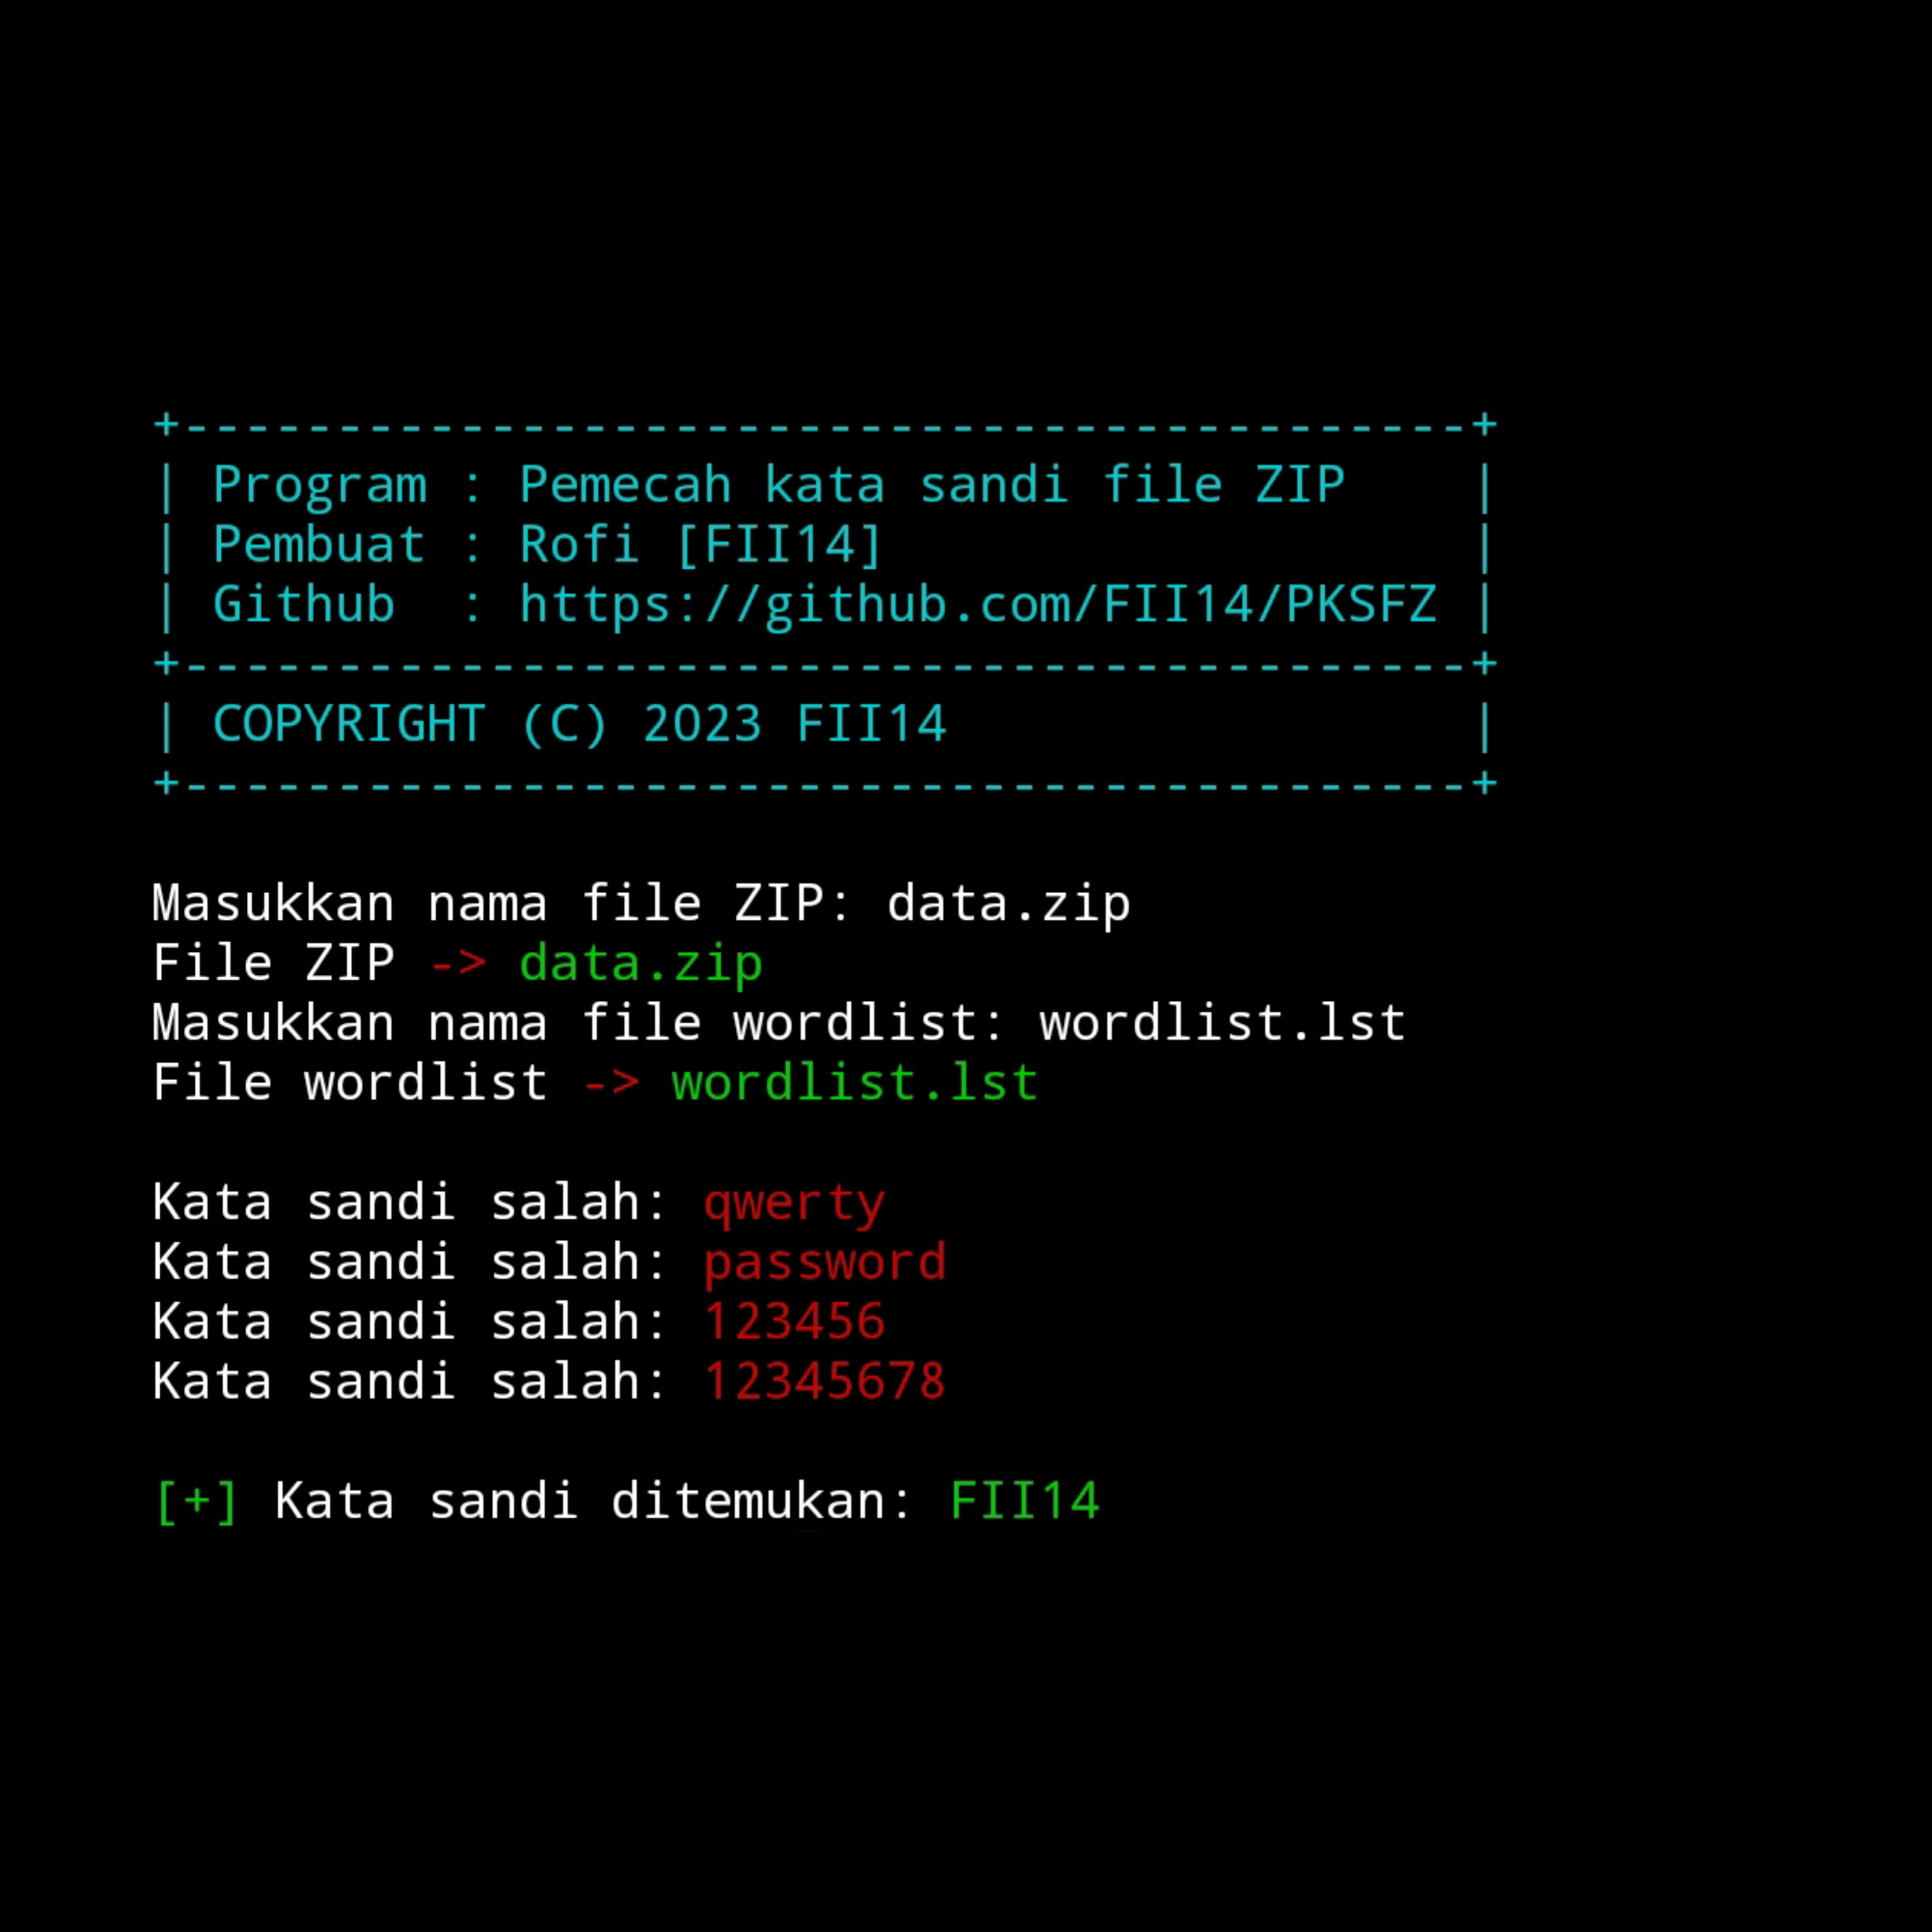 +------------------------------------------+
| Program : Pemecah kata sandi file ZIP    |
| Pembuat : Rofi [FII14]                   |
| Github  : https://github.com/FII14/PKSFZ |
+------------------------------------------+
| COPYRIGHT (C) 2023 FII14                 |
+------------------------------------------+
Masukkan nama file ZIP: data.zip
File ZIP -> data.zip
Masukkan nama file wordlist: wordlist.lst
File wordlist -> wordlist.lst
Kata sandi salah: qwerty
Kata sandi salah: password
Kata sandi salah: 123456
Kata sandi salah: 12345678
[+] Kata sandi ditemukan: FII14